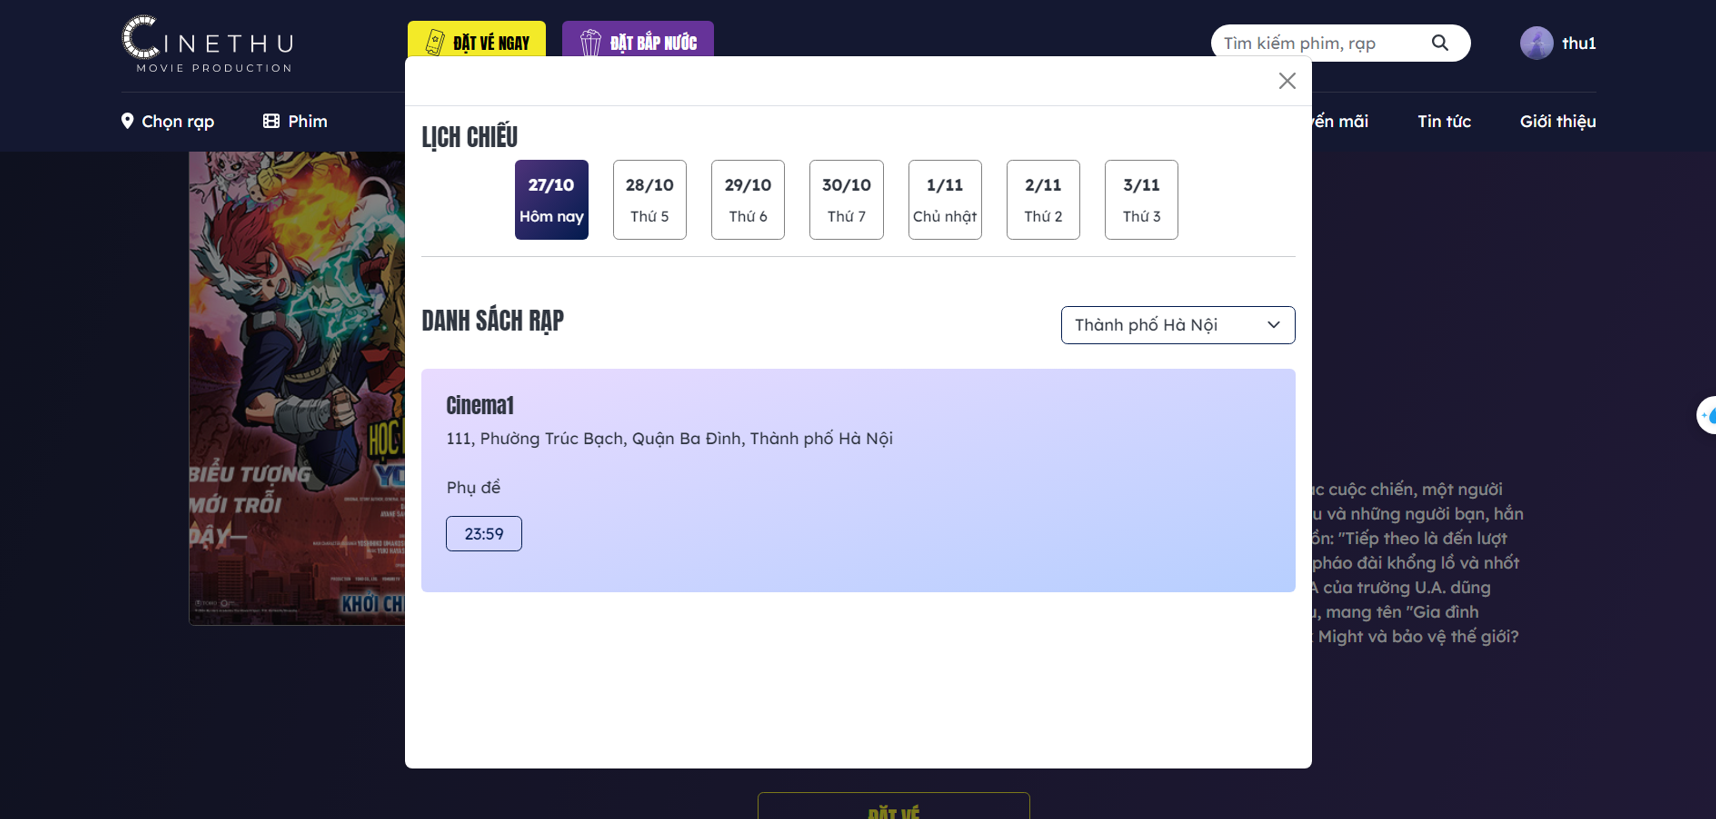 CINETHU
MOVIE PRODUCTION
ĐẶT VÉ NGAY
ĐẶT BẮP NƯỚC
Tìm kiếm phim, rạp
thu1
Chọn rạp
Phim
ến mãi
Tin tức
Giới thiệu
LỊCH CHIẾU
27/10
Hôm nay
28/10
Thứ 5
29/10
Thứ 6
30/10
Thứ 7
1/11
Chủ nhật
2/11
Thứ 2
3/11
Thứ 3
DANH SÁCH RẠP
Thành phố Hà Nội
Cinema1
111, Phường Trúc Bạch, Quận Ba Đình, Thành phố Hà Nội
Phụ đề
23:59
HỌC
BIỂU TƯỢNG
MỚI TRỖI
DẬY—
KHỞI CH
cuộc chiến, một người
và những người bạn, hắn
"Tiếp theo là đến lượt
pháo đài khổng lồ và nhốt
A của trường U.A. dũng
mang tên "Gia đình
Might và bảo vệ thế giới?
ĐẶT VÉ